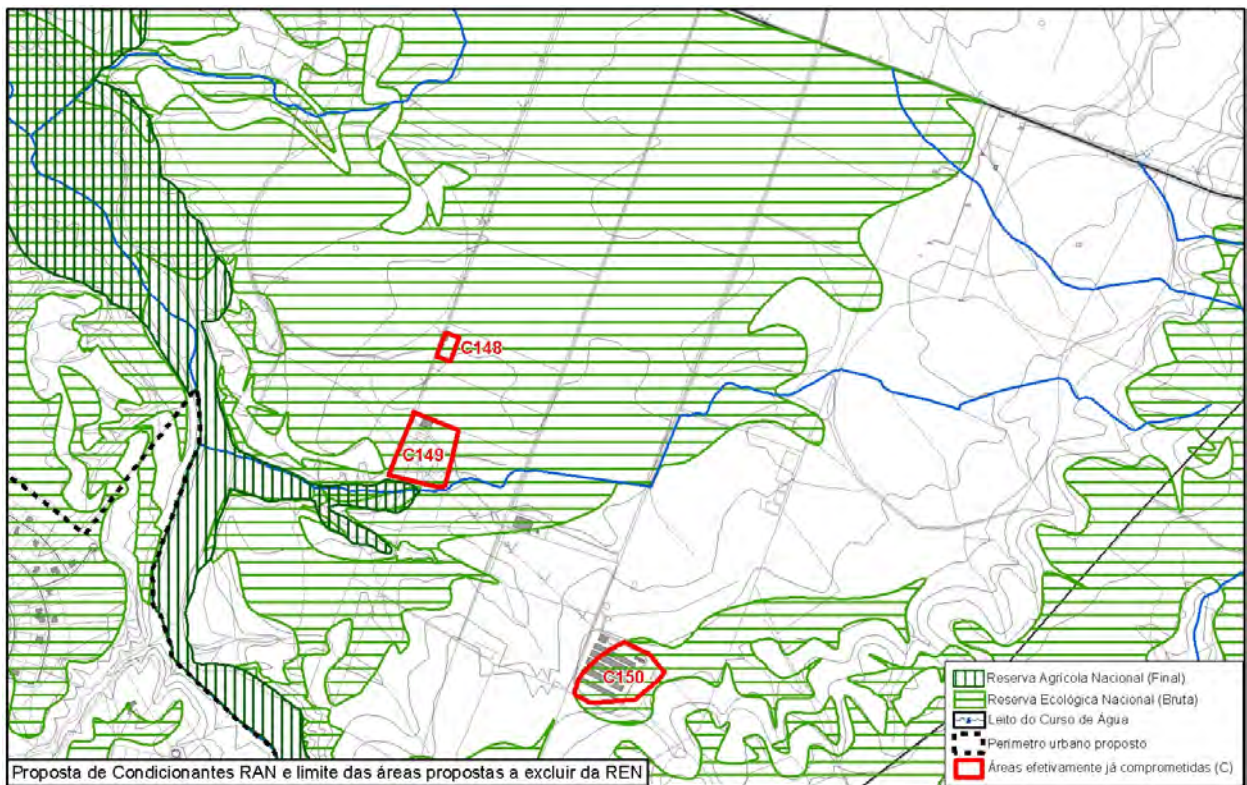 C148
C149
C150
Reserva Agrícola Nacional (Final)
Reserva Ecológica Nacional (Bruta)
Leito do Curso de Água
Perímetro urbano proposto
Áreas efetivamente já comprometidas (C)
Proposta de Condicionantes RAN e limite das áreas propostas a excluir da REN